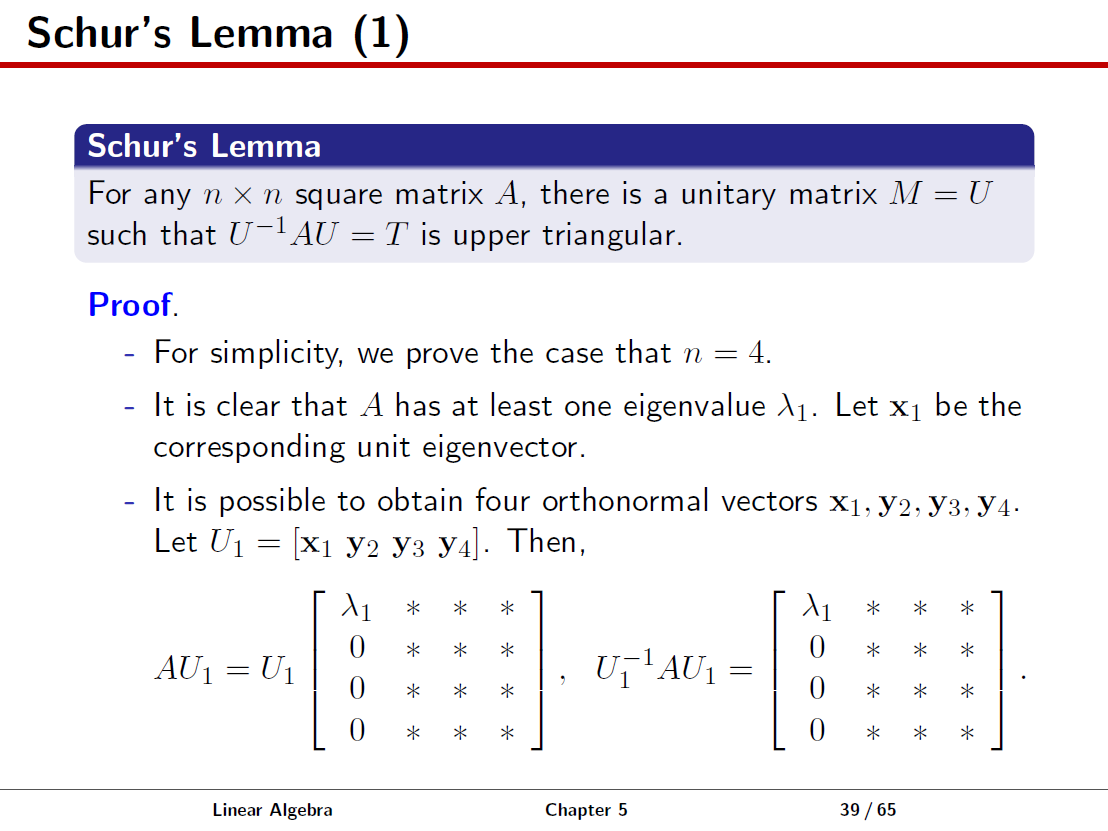 Schur's Lemma (1)
Schur's Lemma
For any n × n square matrix A, there is a unitary matrix M = U
such that U⁻¹AU = T is upper triangular.
Proof.
- For simplicity, we prove the case that n = 4.
- It is clear that A has at least one eigenvalue λ₁. Let x₁ be the
corresponding unit eigenvector.
- It is possible to obtain four orthonormal vectors x₁, y₂, y₃, y₄.
Let U₁ = [x₁ y₂ y₃ y₄]. Then,
AU₁ = U₁ [λ₁ * * *; 0 * * *; 0 * * *; 0 * * *], U₁⁻¹AU₁ = [λ₁ * * *; 0 * * *; 0 * * *; 0 * * *].
Linear Algebra Chapter 5 39 / 65